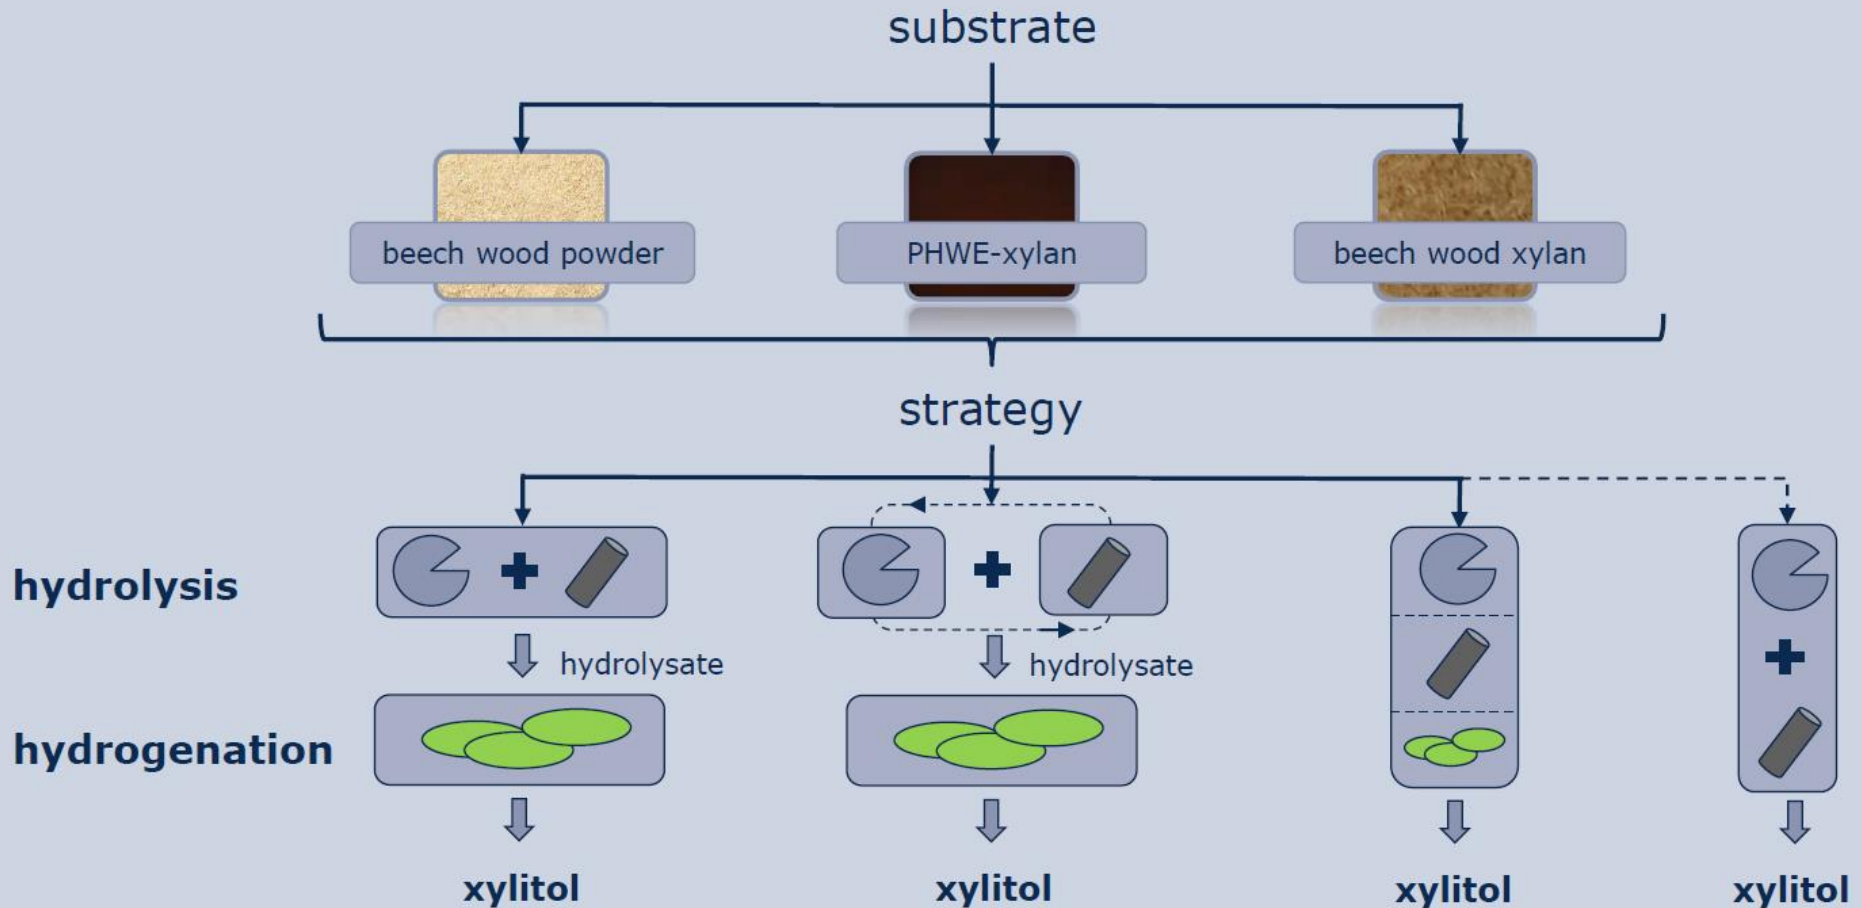 substrate
beech wood powder
PHWE-xylan
beech wood xylan
strategy
hydrolysis
hydrolysate
hydrolysate
hydrogenation
xylitol
xylitol
xylitol
xylitol